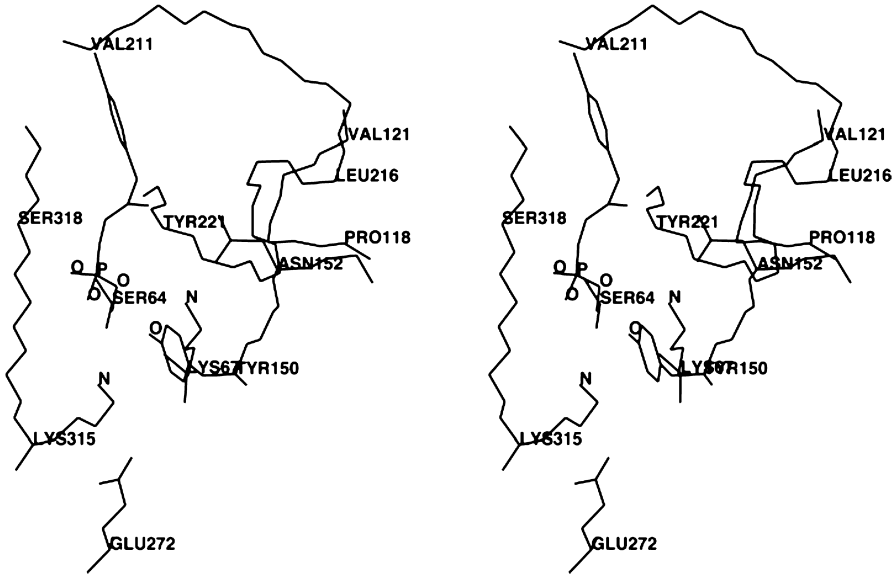 VAL211 VAL211
VAL121 VAL121
LEU216 LEU216
SER318 TYR221 SER318 TYR221
PRO118 PRO118
ASN152 ASN152
O P O P
O O
O SER64 N O SER64 N
O O
LYS67 TYR150 LYS67 TYR150
N N
LYS315 LYS315
GLU272 GLU272